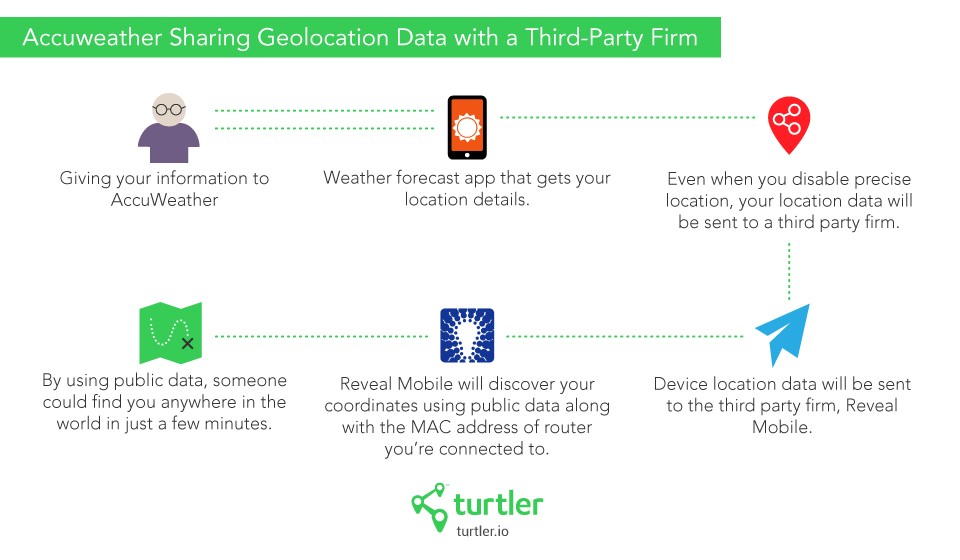 Accuweather Sharing Geolocation Data with a Third-Party Firm
Giving your information to
AccuWeather
Weather forecast app that gets your
location details.
Even when you disable precise
location, your location data will
be sent to a third party firm.
Device location data will be sent
to the third party firm, Reveal
Mobile.
Reveal Mobile will discover your
coordinates using public data along
with the MAC address of router
you’re connected to.
By using public data, someone
could find you anywhere in the
world in just a few minutes.
turtler
turtler.io